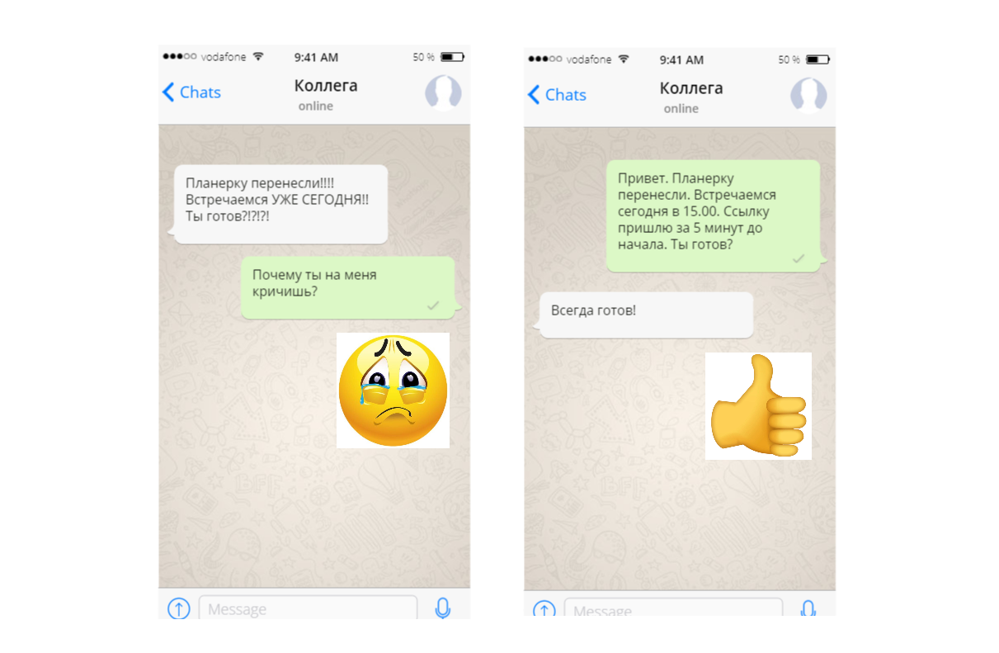 vodafone 9:41 AM 50 %
Chats Коллега
online
Планерку перенесли!!!!
Встречаемся УЖЕ СЕГОДНЯ!!
Ты готов?!?!?!
Почему ты на меня
кричишь?
Message
vodafone 9:41 AM 50 %
Chats Коллега
online
Привет. Планерку
перенесли. Встречаемся
сегодня в 15.00. Ссылку
пришлю за 5 минут до
начала. Ты готов?
Всегда готов!
Message